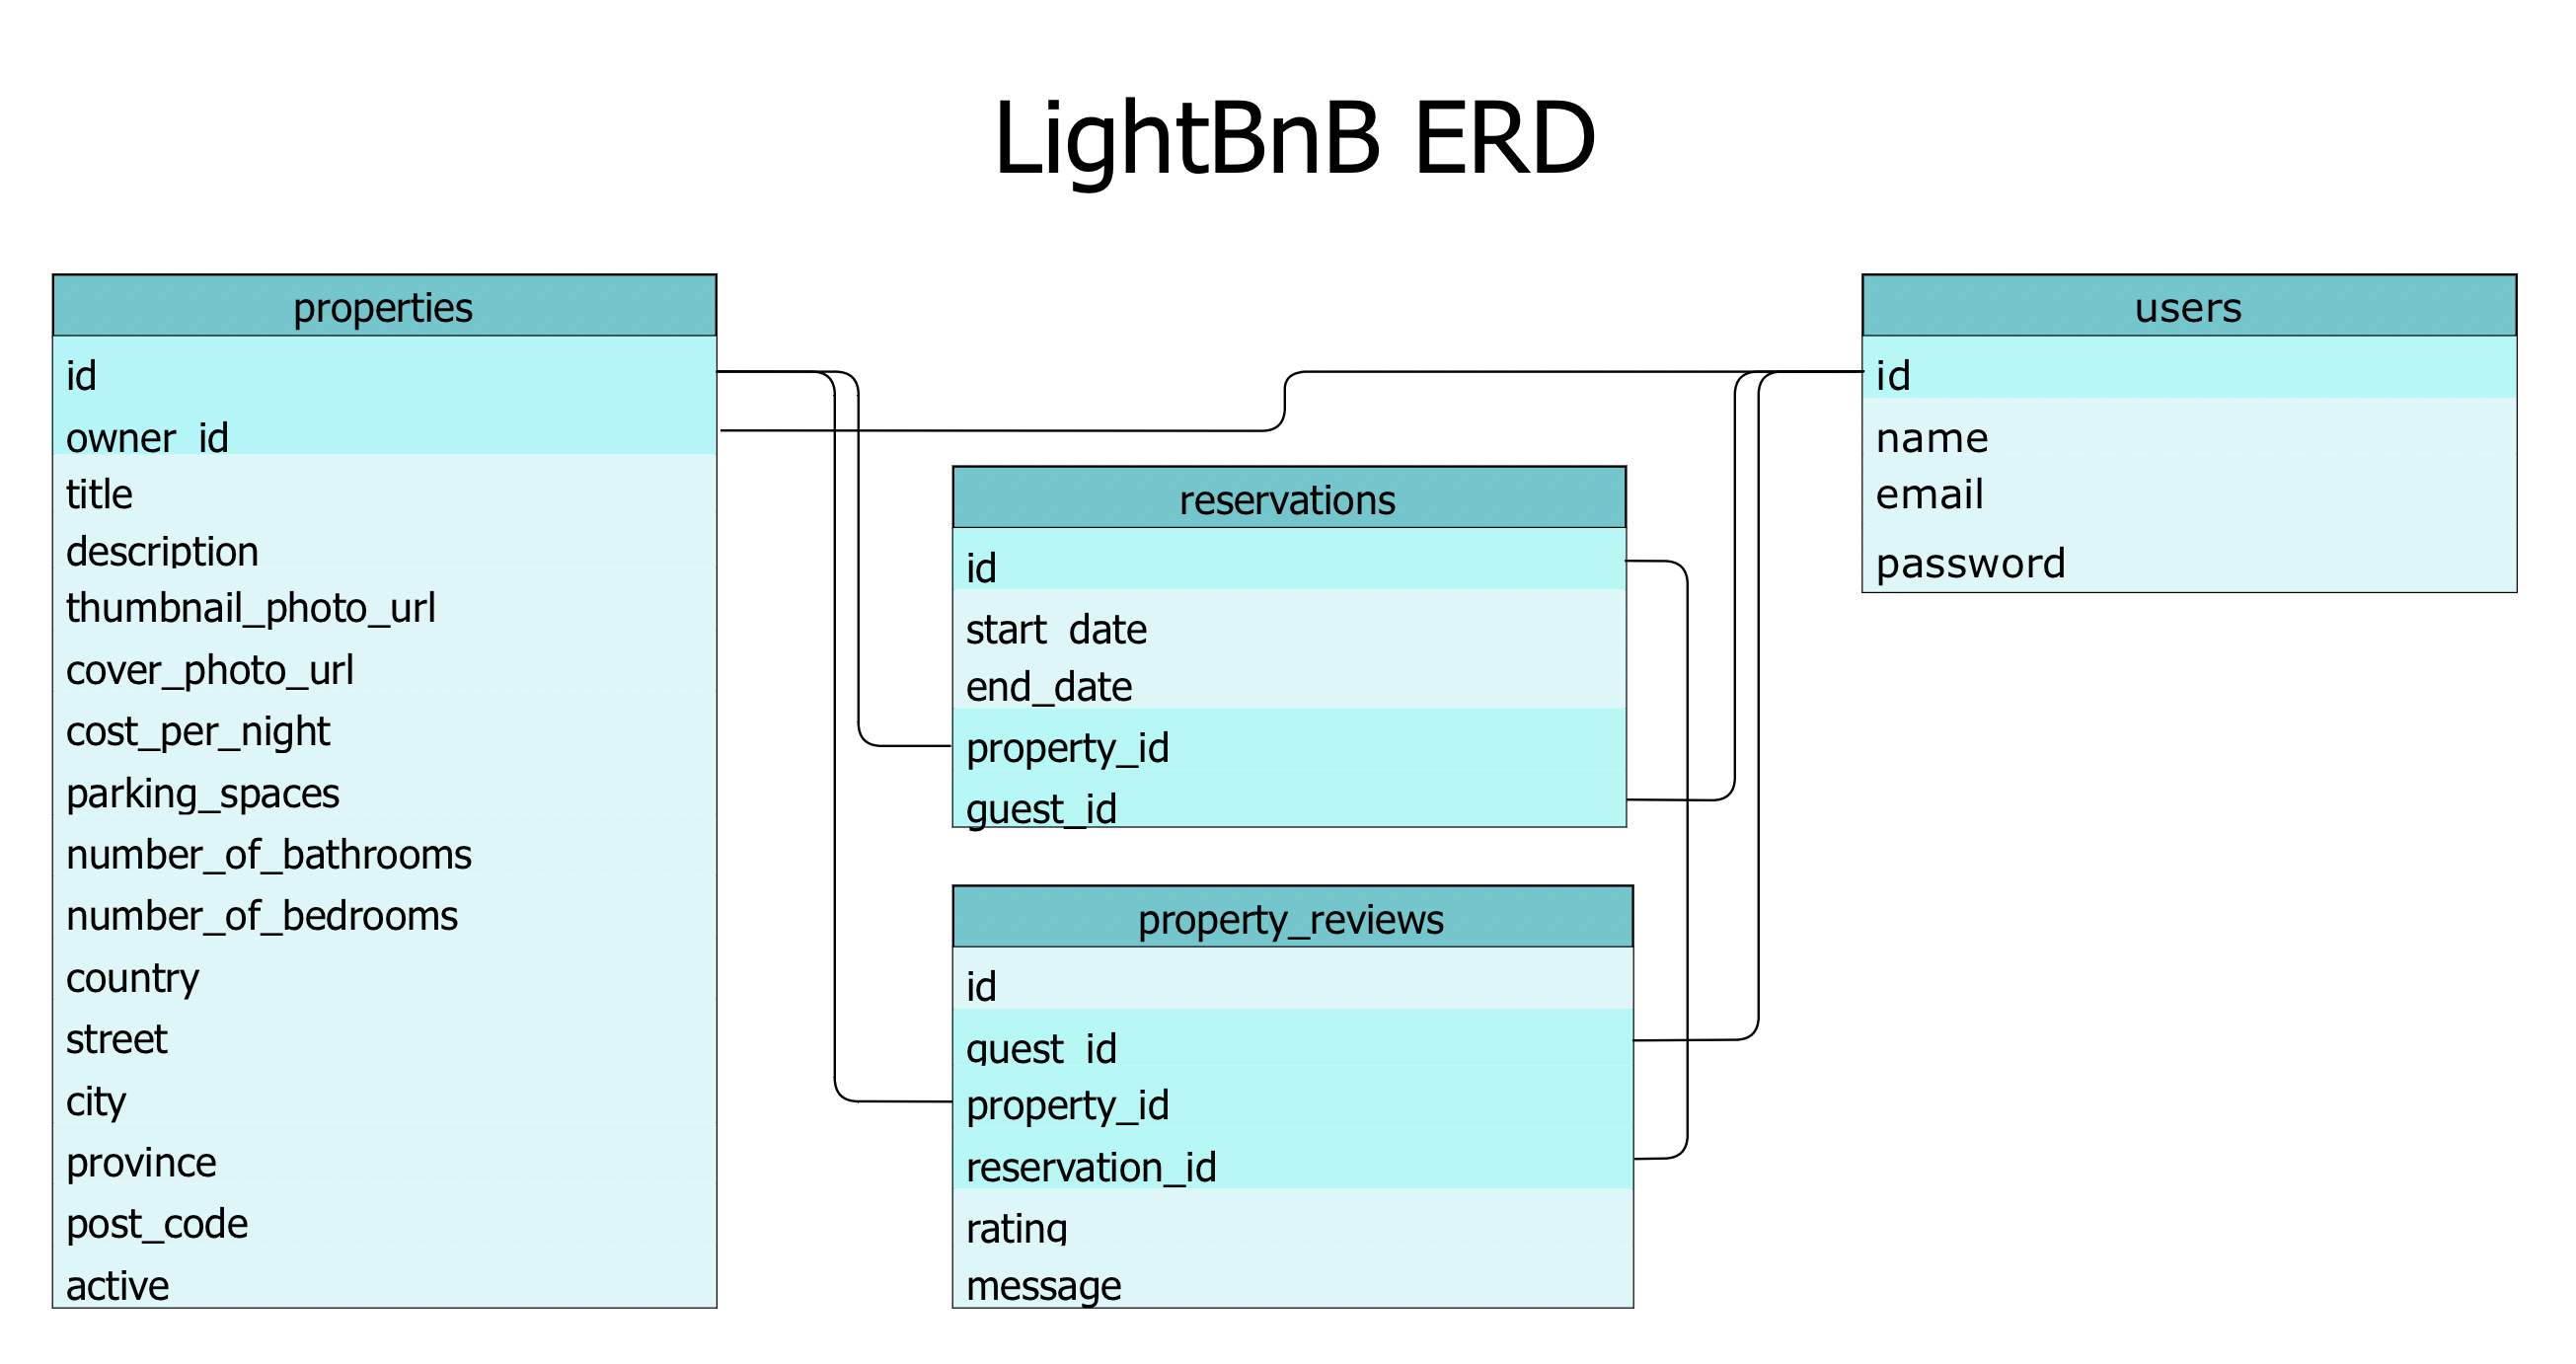 LightBnB ERD
properties
id
owner_id
title
description
thumbnail_photo_url
cover_photo_url
cost_per_night
parking_spaces
number_of_bathrooms
number_of_bedrooms
country
street
city
province
post_code
active
reservations
id
start_date
end_date
property_id
guest_id
property_reviews
id
guest_id
property_id
reservation_id
rating
message
users
id
name
email
password